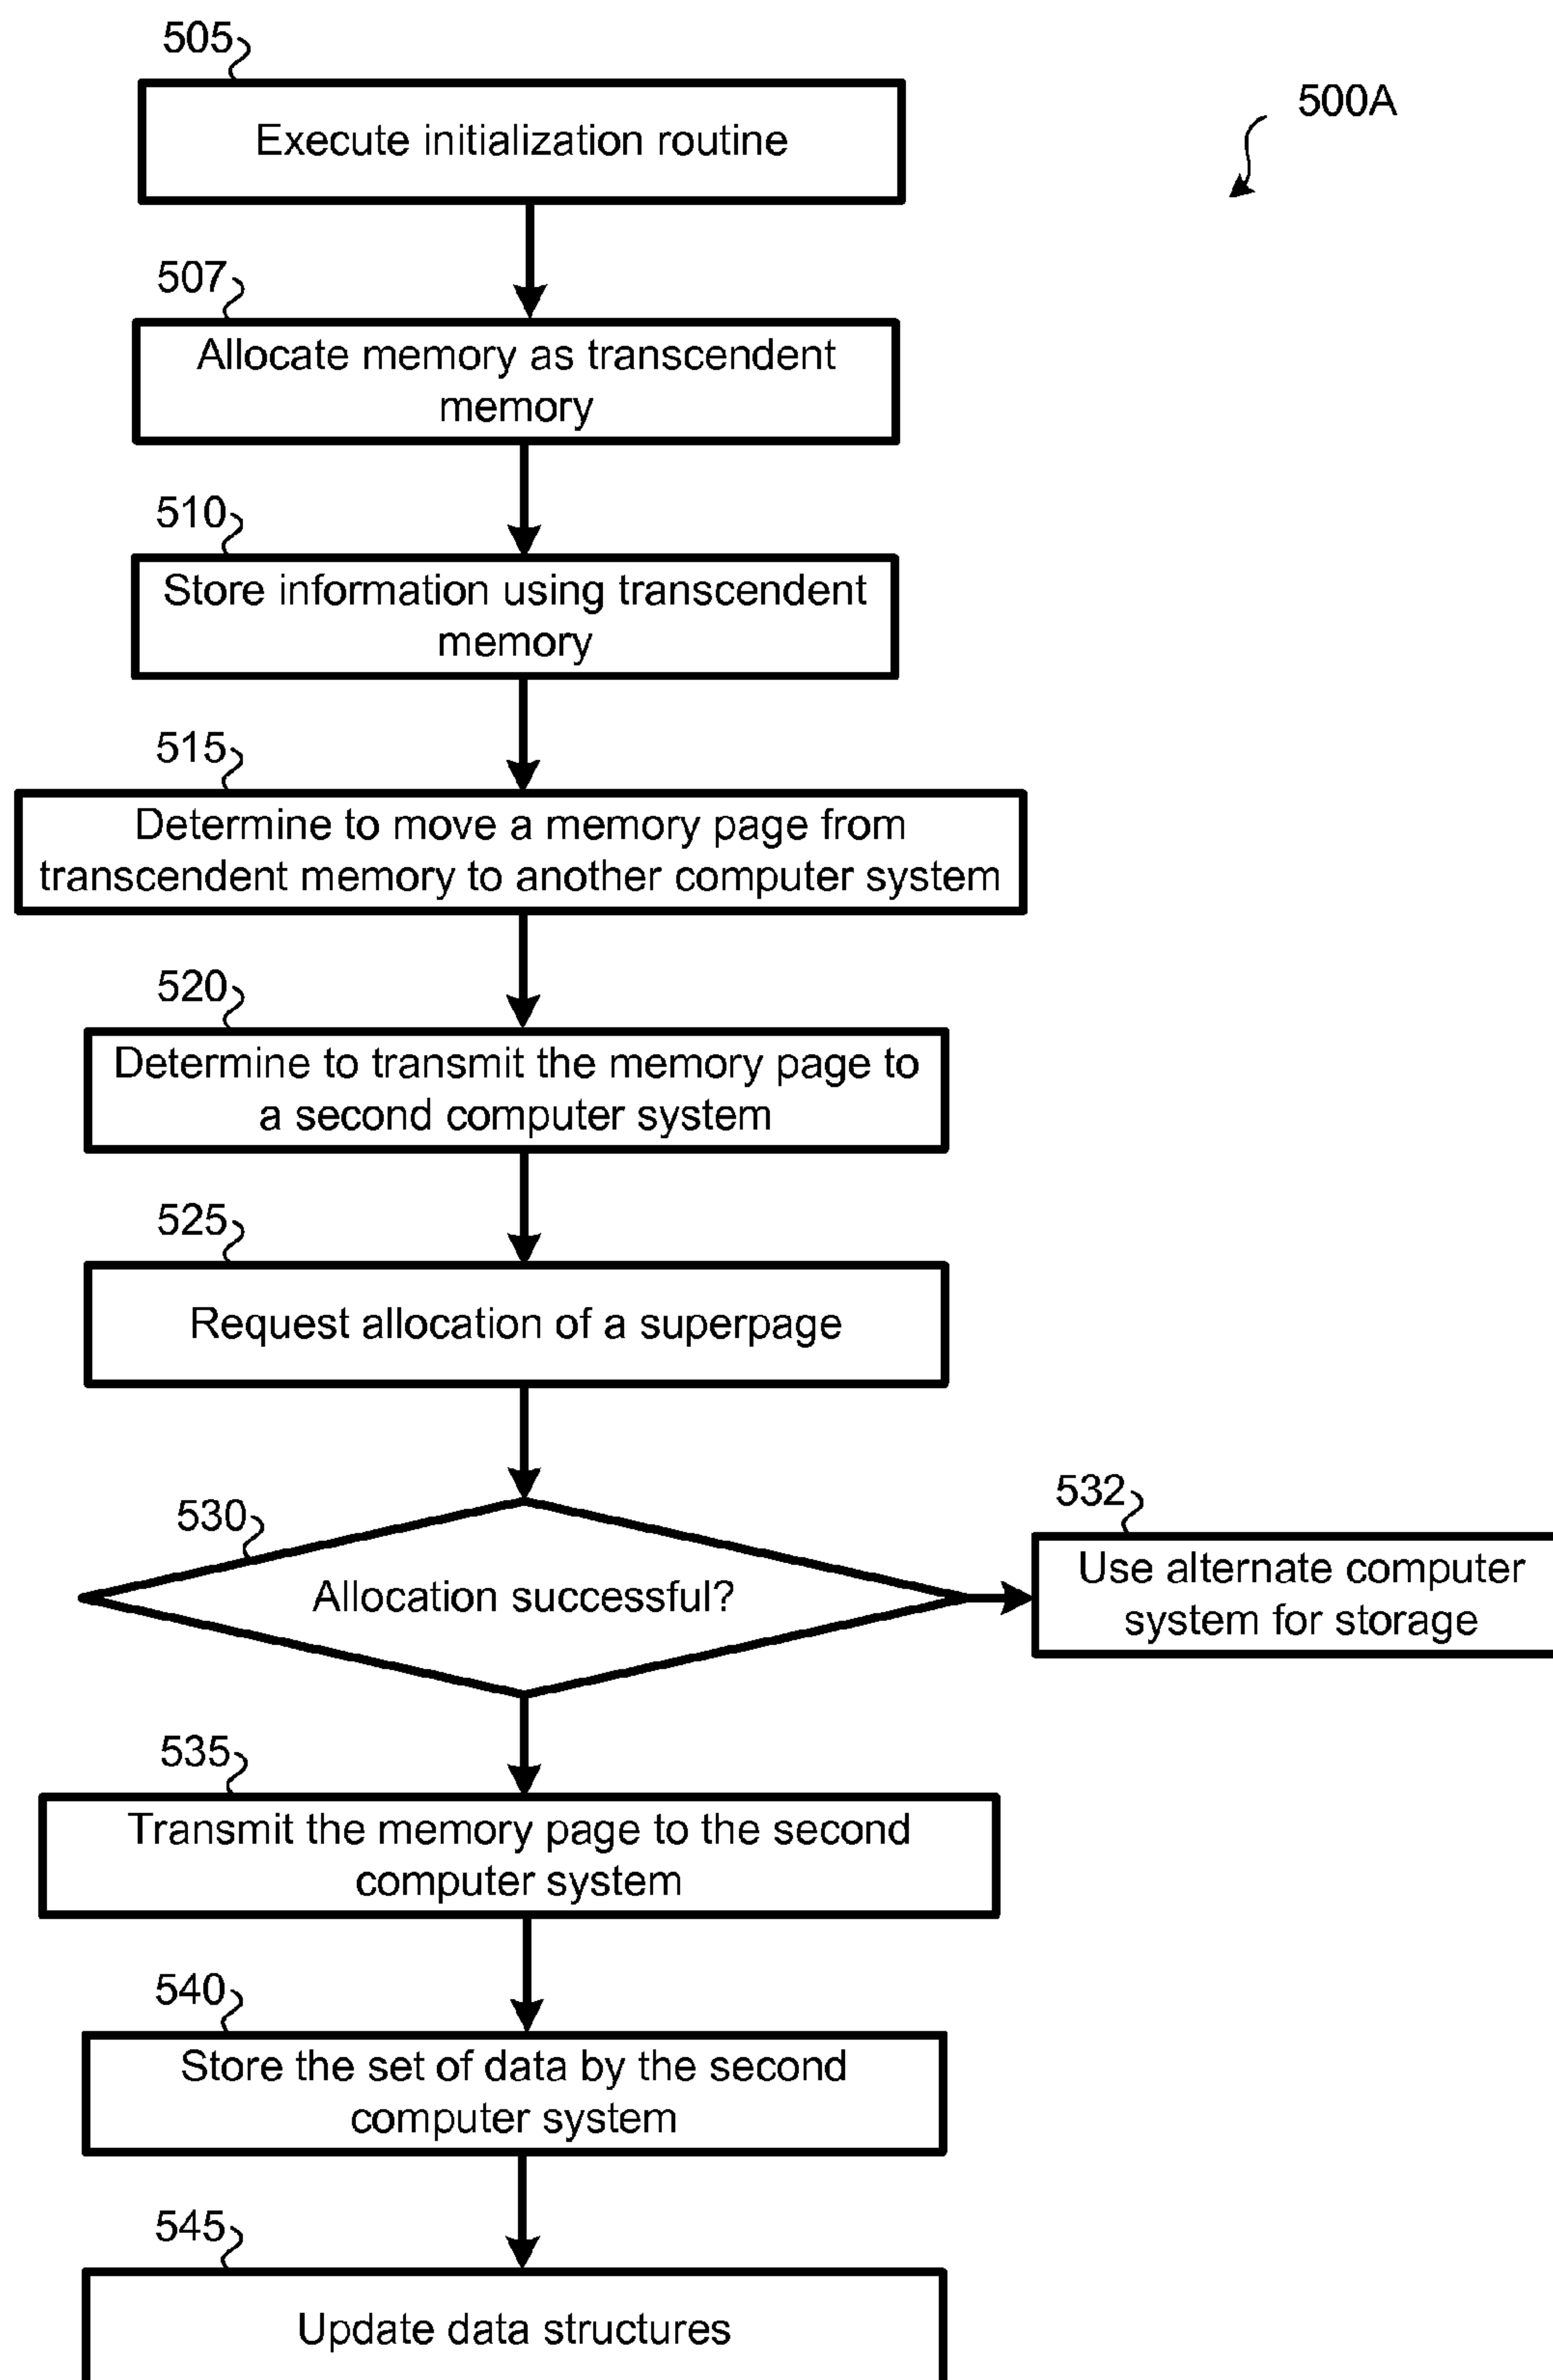 505
500A
Execute initialization routine
507
Allocate memory as transcendent
memory
510
Store information using transcendent
memory
515
Determine to move a memory page from
transcendent memory to another computer system
520
Determine to transmit the memory page to
a second computer system
525
Request allocation of a superpage
530
Allocation successful?
532
Use alternate computer
system for storage
535
Transmit the memory page to the second
computer system
540
Store the set of data by the second
computer system
545
Update data structures